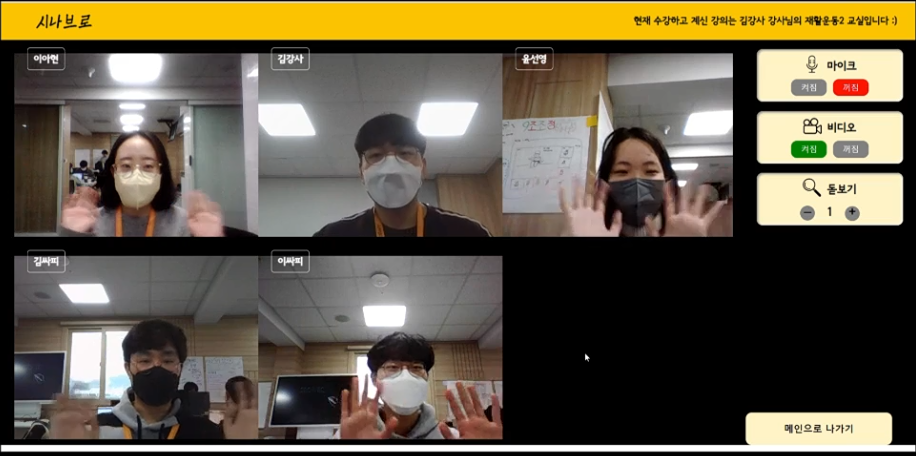 시나브로
현재 수강하고 계신 강의는 김강사 강사님의 재활운동2 교실입니다 :)
이아현
김강사
윤선영
마이크
켜짐 꺼짐
비디오
켜짐 꺼짐
돋보기
- 1 +
김싸피
이싸피
메인으로 나가기